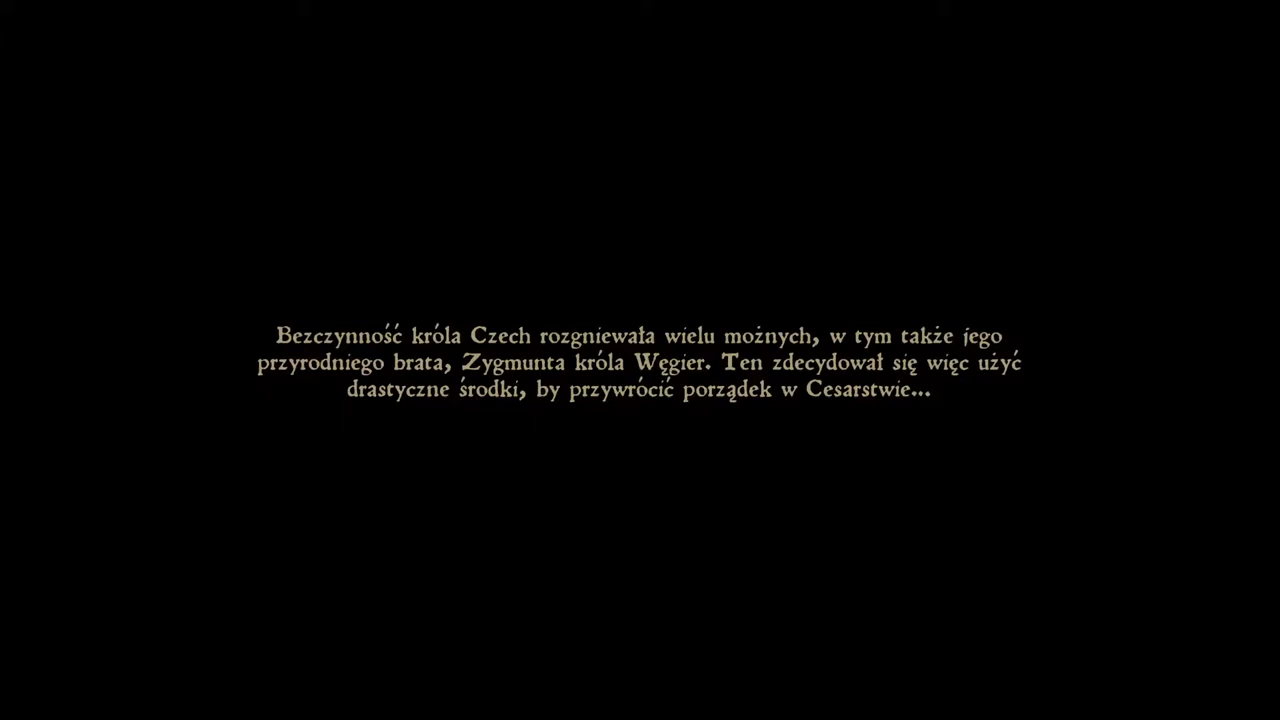 Bezczynność króla Czech rozgniewała wielu możnych, w tym także jego
przyrodniego brata, Zygmunta króla Węgier. Ten zdecydował się więc użyć
drastyczne środki, by przywrócić porządek w Cesarstwie...